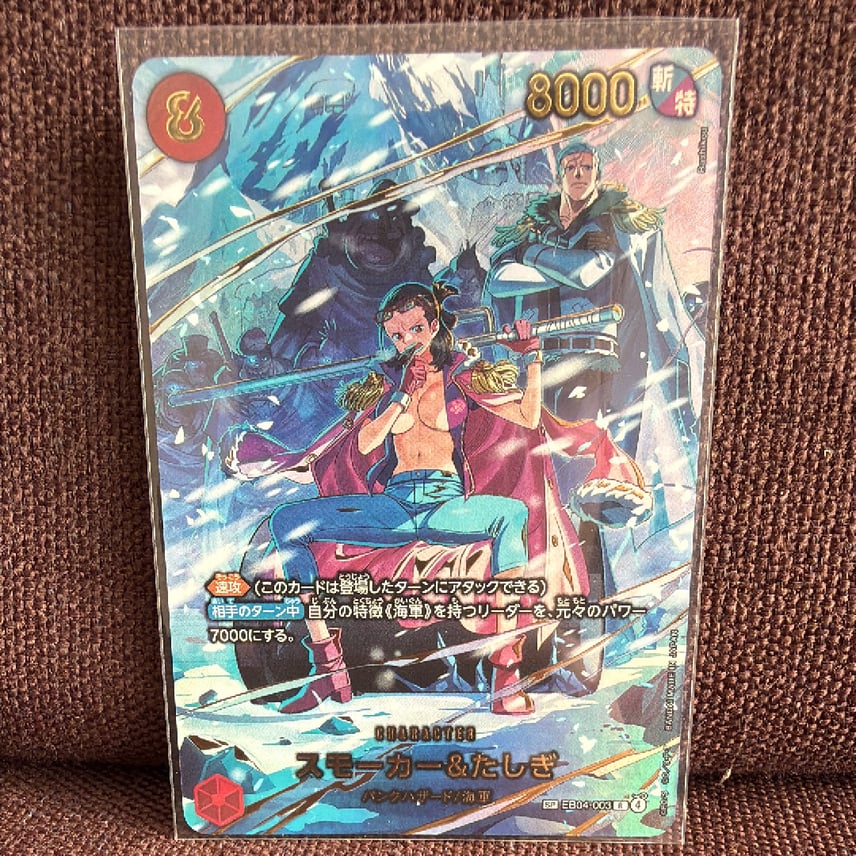 8
8000
斬
特
Sunohara
速攻 (このカードは登場したターンにアタックできる)
相手のターン中 自分の特徴《海軍》を持つリーダーを、元々のパワー
7000にする。
CHARACTER
スモーカー&たしぎ
パンクハザード/海軍
SP EB04-003 R 4